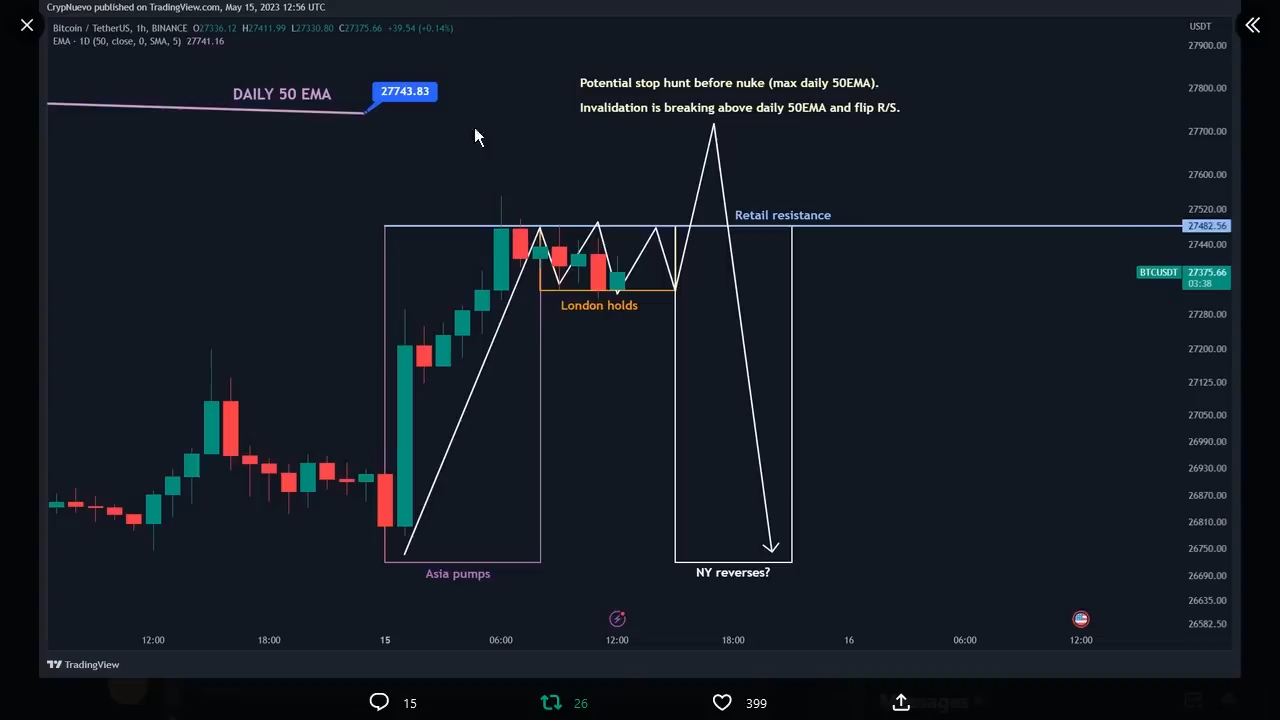 CrypNuevo published on TradingView.com, May 15, 2023 12:56 UTC
Bitcoin / TetherUS, 1h, BINANCE O27336.12 H27411.99 L27330.80 C27375.66 +39.54 (+0.14%)
EMA · 1D (50, close, 0, SMA, 5) 27741.16
USDT
27900.00
DAILY 50 EMA
27743.83
Potential stop hunt before nuke (max daily 50EMA).
Invalidation is breaking above daily 50EMA and flip R/S.
27800.00
27700.00
27600.00
27520.00
Retail resistance
27482.56
27440.00
BTCUSDT 27375.66
03:38
London holds
27280.00
27200.00
27125.00
27050.00
26990.00
26930.00
26870.00
26810.00
26750.00
26690.00
26635.00
26582.50
Asia pumps
NY reverses?
12:00 18:00 15 06:00 12:00 18:00 16 06:00 12:00
TradingView
15 26 399